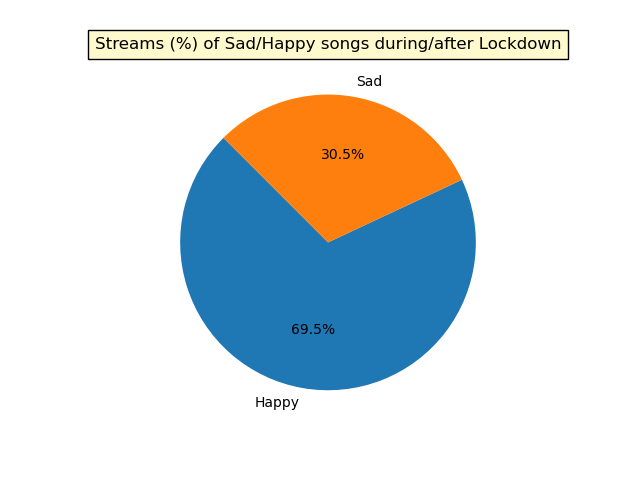 Streams (%) of Sad/Happy songs during/after Lockdown
Sad
30.5%
69.5%
Happy